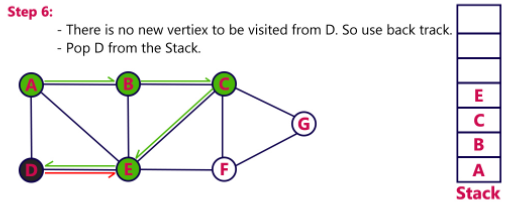 Step 6:
- There is no new vertiex to be visited from D. So use back track.
- Pop D from the Stack.
A
B
C
G
D
E
F
E
C
B
A
Stack